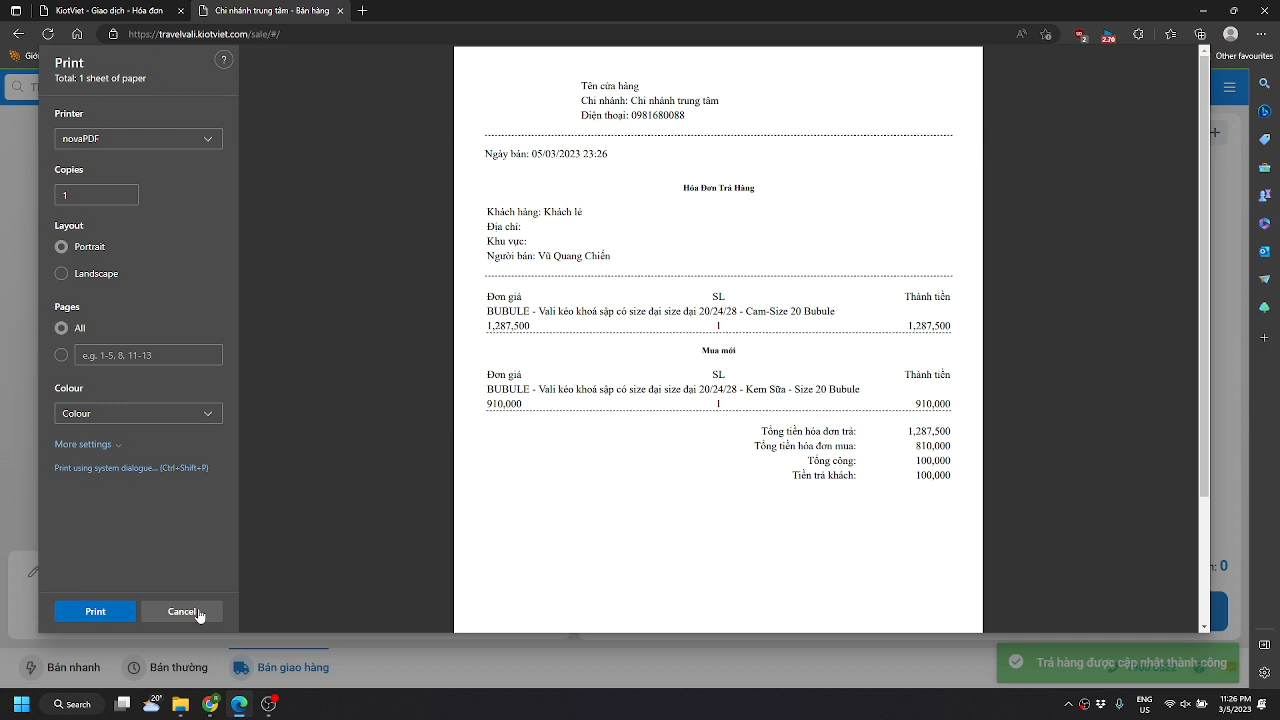 KiotViet - Giao dịch - Hóa đơn
Chi nhánh trung tâm - Bán hàng
https://travelvali.kiotviet.com/sale/#/
2
2.70
Other favourites
Print
Total: 1 sheet of paper
?
Printer
Copies
1
Layout
Portrait
Landscape
Pages
All
e.g. 1-5, 8, 11-13
Colour
Colour
More settings
Print using system dialogue... (Ctrl+Shift+P)
Print
Cancel
Tên cửa hàng
Chi nhánh: Chi nhánh trung tâm
Điện thoại: 0981680088
Ngày bán: 05/03/2023 23:26
Hóa Đơn Trả Hàng
Khách hàng: Khách lẻ
Địa chỉ:
Khu vực:
Người bán: Vũ Quang Chiến
Đơn giá SL Thành tiền
BUBULE - Vali kéo khoá sập có size đại size đại 20/24/28 - Cam-Size 20 Bubule
1,287,500 1 1,287,500
Mua mới
Đơn giá SL Thành tiền
BUBULE - Vali kéo khoá sập có size đại size đại 20/24/28 - Kem Sữa - Size 20 Bubule
910,000 1 910,000
Tổng tiền hóa đơn trả: 1,287,500
Tổng tiền hóa đơn mua: 810,000
Tổng cộng: 100,000
Tiền trả khách: 100,000
0
Bán nhanh
Bán thường
Bán giao hàng
Trả hàng được cập nhật thành công
Search
ENG
US
11:26 PM
3/5/2023